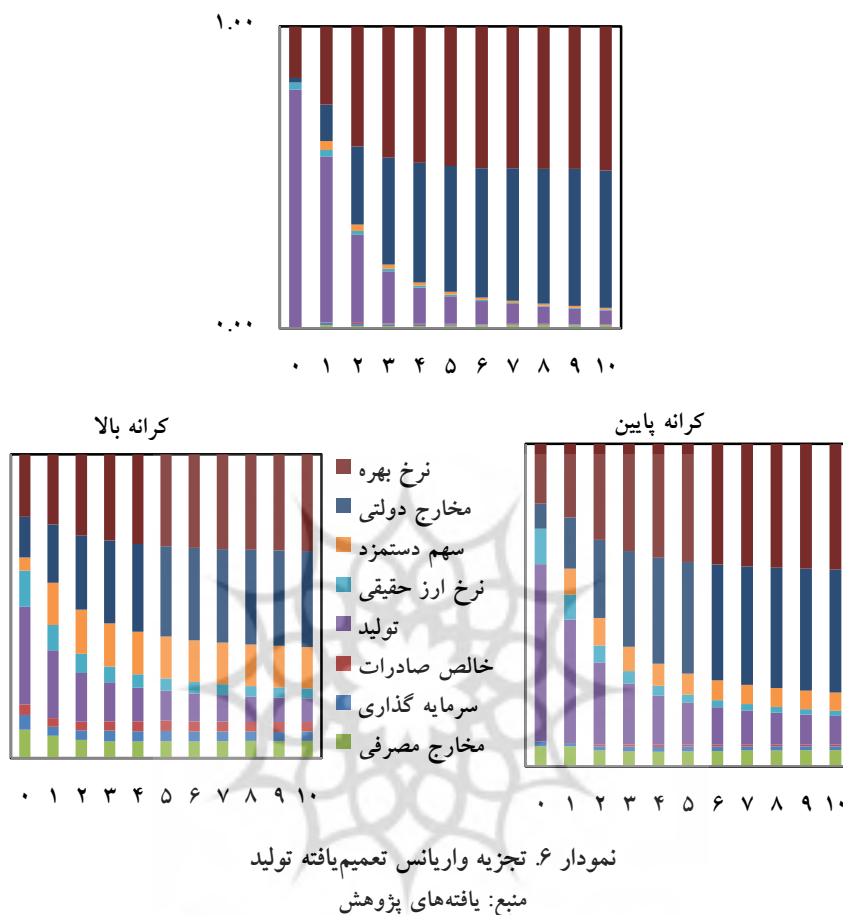 ۱.۰۰
۰.۰۰
۰ ۱ ۲ ۳ ۴ ۵ ۶ ۷ ۸ ۹ ۱۰
کرانه پایین
کرانه بالا
نرخ بهره
مخارج دولتی
سهم دستمزد
نرخ ارز حقیقی
تولید
خالص صادرات
سرمایه گذاری
مخارج مصرفی
۰ ۱ ۲ ۳ ۴ ۵ ۶ ۷ ۸ ۹ ۱۰
۰ ۱ ۲ ۳ ۴ ۵ ۶ ۷ ۸ ۹ ۱۰
نمودار ۶. تجزیه واریانس تعمیم‌یافته تولید
منبع: یافته‌های پژوهش